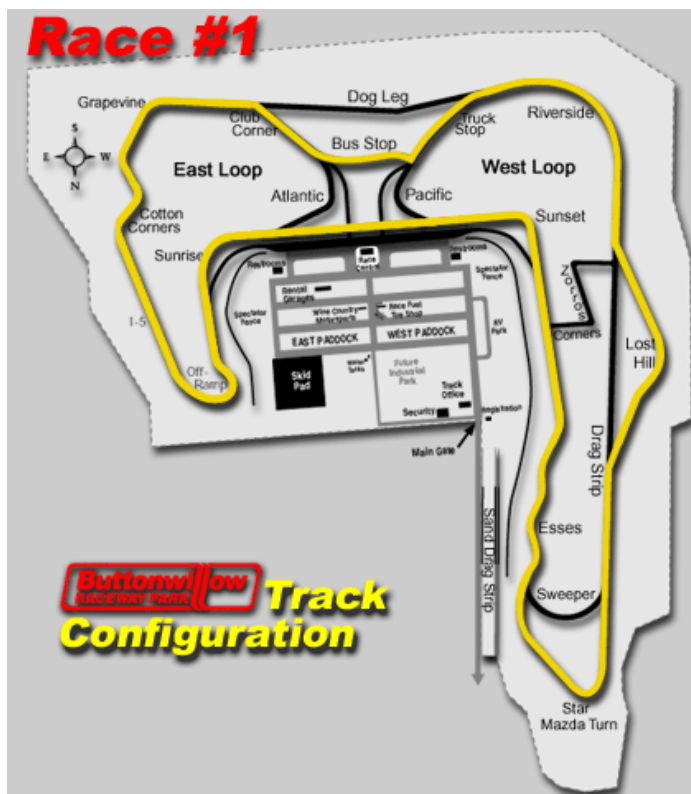 Race #1
Dog Leg
Grapevine
Club
Corner
Truck
Stop
Riverside
Bus Stop
S
E
W
N
East Loop
West Loop
Atlantic
Pacific
Cotton
Corners
Sunset
Sunrise
Restrooms
Race
Control
Restrooms
Spectator
Fence
Zorros
Rental
Garages
Spectator
Fence
Wine Country
Motorsports
Race Fuel
Tire Shop
RV
Park
I-5
Corners
EAST PADDOCK
WEST PADDOCK
Lost
Hill
Off-
Ramp
Skid
Pad
Future
Industrial
Park
Track
Office
Security
Registration
Main Gate
Drag Strip
Sand Drag Strip
Esses
Sweeper
Buttonwillow
RACEWAY PARK
Track
Configuration
Star
Mazda Turn